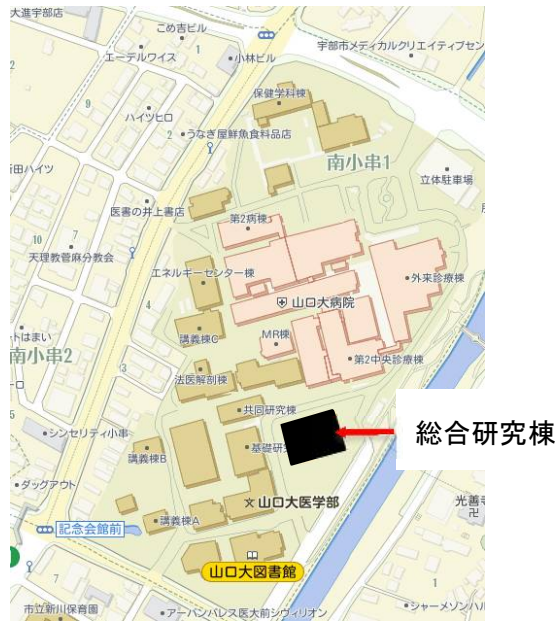 大進宇部店
こめ吉ビル
1
エーデルワイス
小林ビル
宇部市メディカルクリエイティブセン
2
保健学科棟
9
ハイツヒロ
2
うなぎ屋鮮魚食料品店
南小串1
田ハイツ
立体駐車場
医書の井上書店
第2病棟
10
7
天理教菅麻分教会
エネルギーセンター棟
外来診療棟
山口大病院
4
トはまい
講義棟C
MR棟
南小串2
第2中央診療棟
法医解剖棟
3
共同研究棟
総合研究棟
5
シンセリティ小串
基礎研
講義棟B
ダッグアウト
山口大医学部
光善寺
講義棟A
記念会館前
山口大図書館
7
1
市立新川保育園
アーバンパレス医大前シヴィリオン
シャーメゾンハル